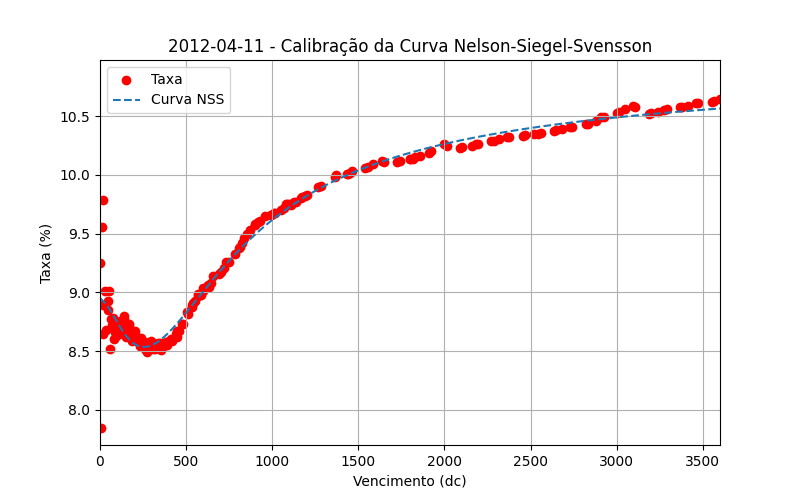 2012-04-11 - Calibração da Curva Nelson-Siegel-Svensson
Taxa
Curva NSS
Taxa (%)
10.5
10.0
9.5
9.0
8.5
8.0
0 500 1000 1500 2000 2500 3000 3500
Vencimento (dc)